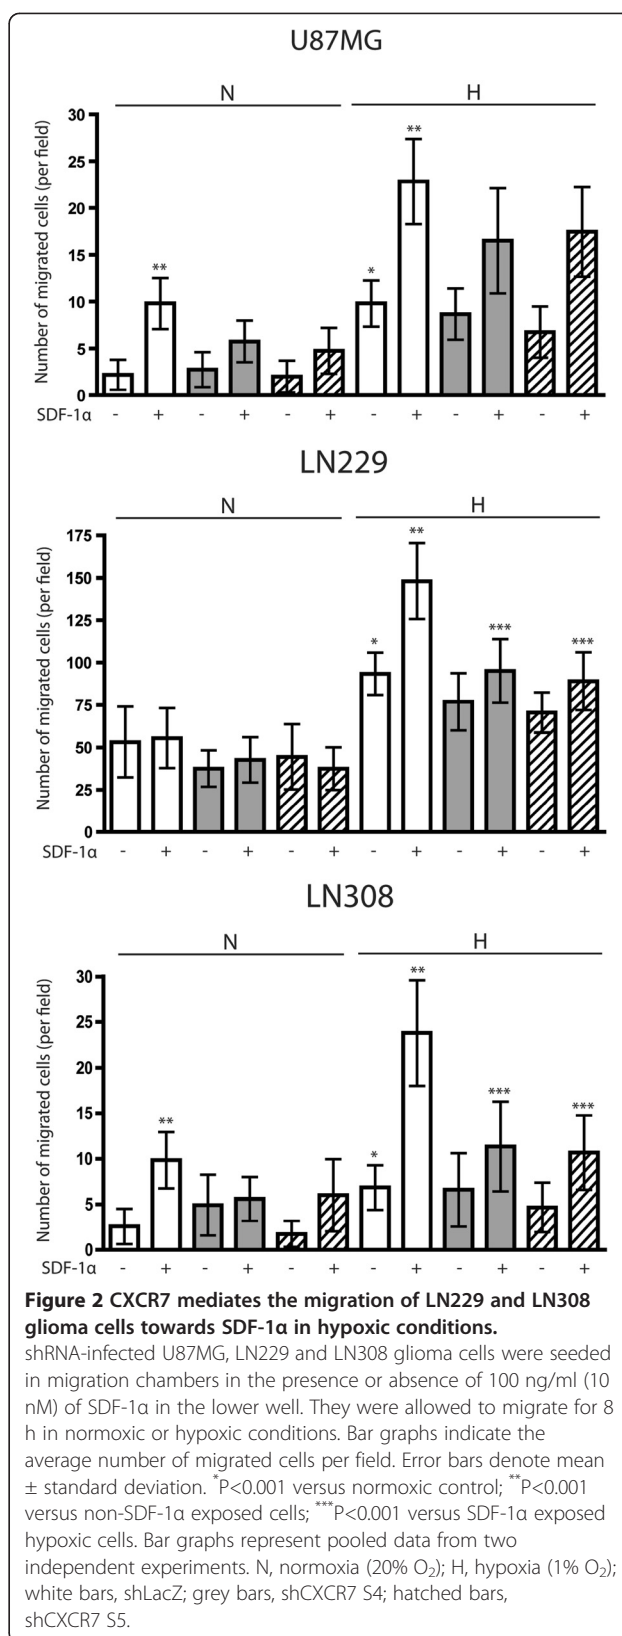 U87MG
N H
Number of migrated cells (per field)
30
25
20
15
10
5
0
** * **
SDF-1α - + - + - + - + - + - +
LN229
N H
Number of migrated cells (per field)
175
150
125
100
75
50
25
0
* ** *** ***
SDF-1α - + - + - + - + - + - +
LN308
N H
Number of migrated cells (per field)
30
25
20
15
10
5
0
** * ** *** ***
SDF-1α - + - + - + - + - + - +
Figure 2 CXCR7 mediates the migration of LN229 and LN308
glioma cells towards SDF-1α in hypoxic conditions.
shRNA-infected U87MG, LN229 and LN308 glioma cells were seeded
in migration chambers in the presence or absence of 100 ng/ml (10
nM) of SDF-1α in the lower well. They were allowed to migrate for 8
h in normoxic or hypoxic conditions. Bar graphs indicate the
average number of migrated cells per field. Error bars denote mean
± standard deviation. *P<0.001 versus normoxic control; **P<0.001
versus non-SDF-1α exposed cells; ***P<0.001 versus SDF-1α exposed
hypoxic cells. Bar graphs represent pooled data from two
independent experiments. N, normoxia (20% O₂); H, hypoxia (1% O₂);
white bars, shLacZ; grey bars, shCXCR7 S4; hatched bars,
shCXCR7 S5.